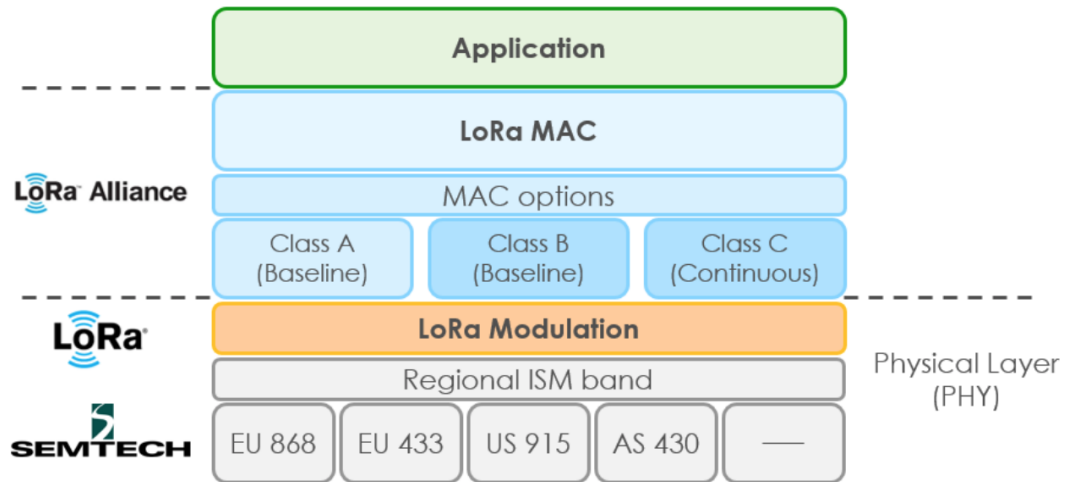 Application
LoRa MAC
LoRa™ Alliance
MAC options
Class A
(Baseline)
Class B
(Baseline)
Class C
(Continuous)
LoRa®
LoRa Modulation
Regional ISM band
Physical Layer
(PHY)
SEMTECH
EU 868
EU 433
US 915
AS 430